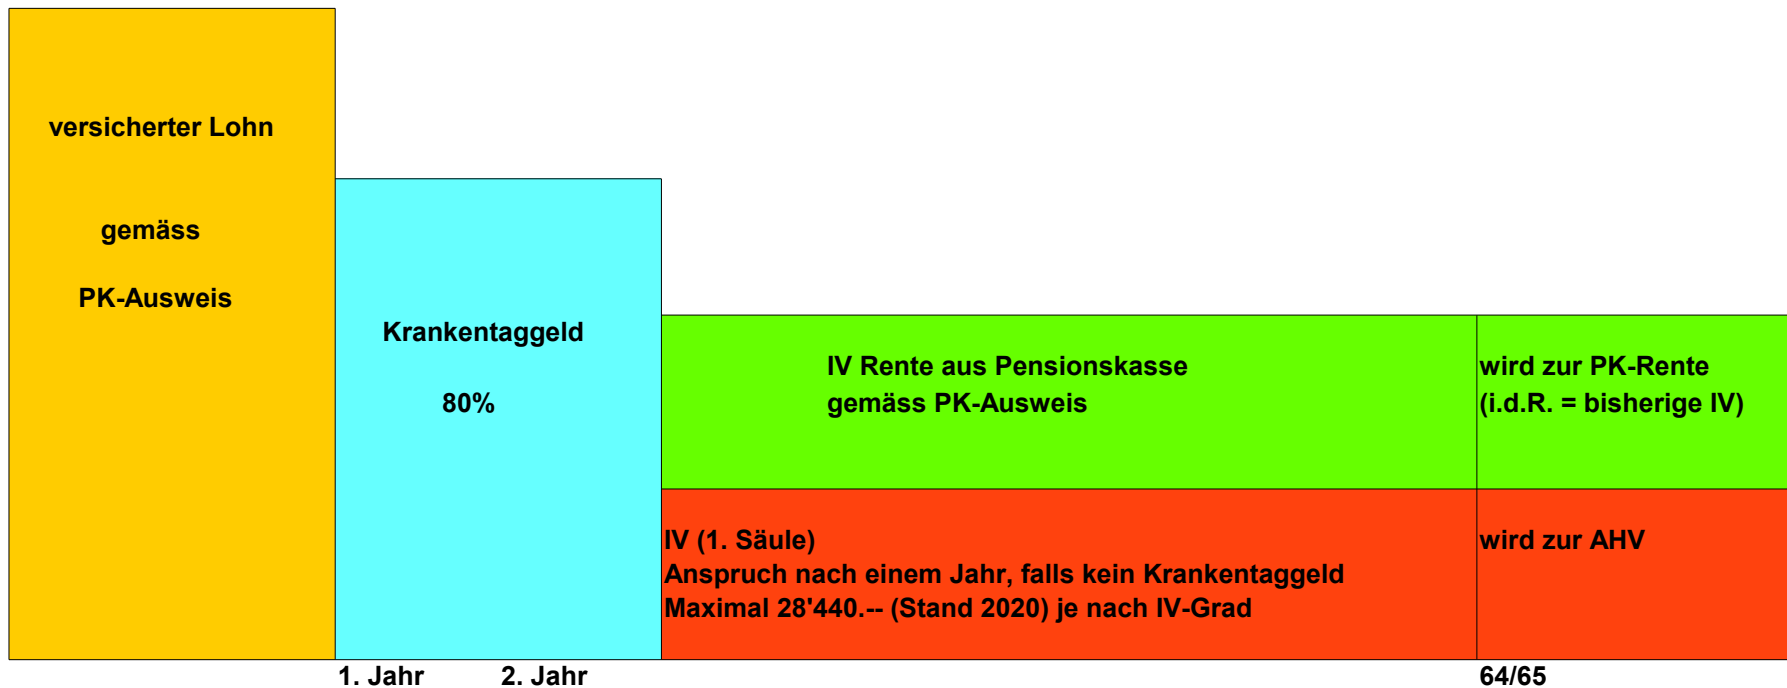 versicherter Lohn
gemäss
PK-Ausweis
Krankentaggeld
80%
IV Rente aus Pensionskasse
gemäss PK-Ausweis
wird zur PK-Rente
(i.d.R. = bisherige IV)
IV (1. Säule)
Anspruch nach einem Jahr, falls kein Krankentaggeld
Maximal 28'440.-- (Stand 2020) je nach IV-Grad
wird zur AHV
1. Jahr 2. Jahr 64/65